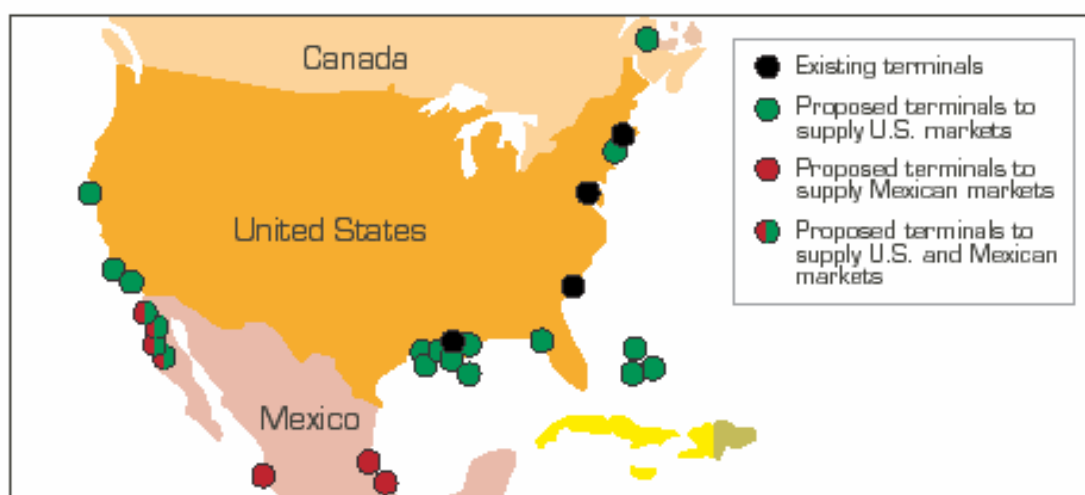 Canada
United States
Mexico
Existing terminals
Proposed terminals to
supply U.S. markets
Proposed terminals to
supply Mexican markets
Proposed terminals to
supply U.S. and Mexican
markets